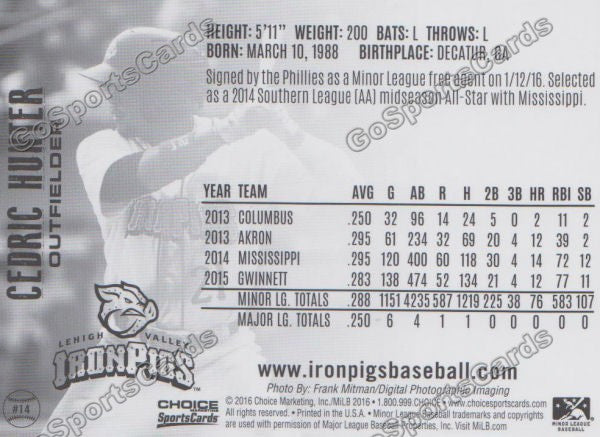 HEIGHT: 5'11" WEIGHT: 200 BATS: L THROWS: L
BORN: MARCH 10, 1988 BIRTHPLACE: DECATUR, GA
Signed by the Phillies as a Minor League free agent on 1/12/16. Selected
as a 2014 Southern League (AA) midseason All-Star with Mississippi.
CEDRIC HUNTER
OUTFIELDER
YEAR TEAM AVG G AB R H 2B 3B HR RBI SB
2013 COLUMBUS .250 32 96 14 24 5 0 2 11 2
2013 AKRON .295 61 234 32 69 20 4 12 39 2
2014 MISSISSIPPI .295 120 400 60 118 30 4 14 72 12
2015 GWINNETT .283 138 474 52 134 21 4 12 77 11
MINOR LG. TOTALS .288 1151 4235 587 1219 225 38 76 583 107
MAJOR LG. TOTALS .250 6 4 1 1 0 0 0 0 0
LEHIGH VALLEY
IRONPIGS
™
www.ironpigsbaseball.com
Photo By: Frank Mitman/Digital Photographic Imaging
#14
CHOICE
MARKETING
SportsCards
© 2016 Choice Marketing, Inc./MiLB 2016 • 1.800.999.CHOICE • www.choicesportscards.com
All rights reserved. • Printed in the U.S.A. • Minor League Baseball trademarks and copyrights
are used with permission of Major League Baseball Properties, Inc. Visit MiLB.com
MINOR LEAGUE
BASEBALL
GoSportsCards
GoSportsCards
GoSportsCards
GoSportsCards